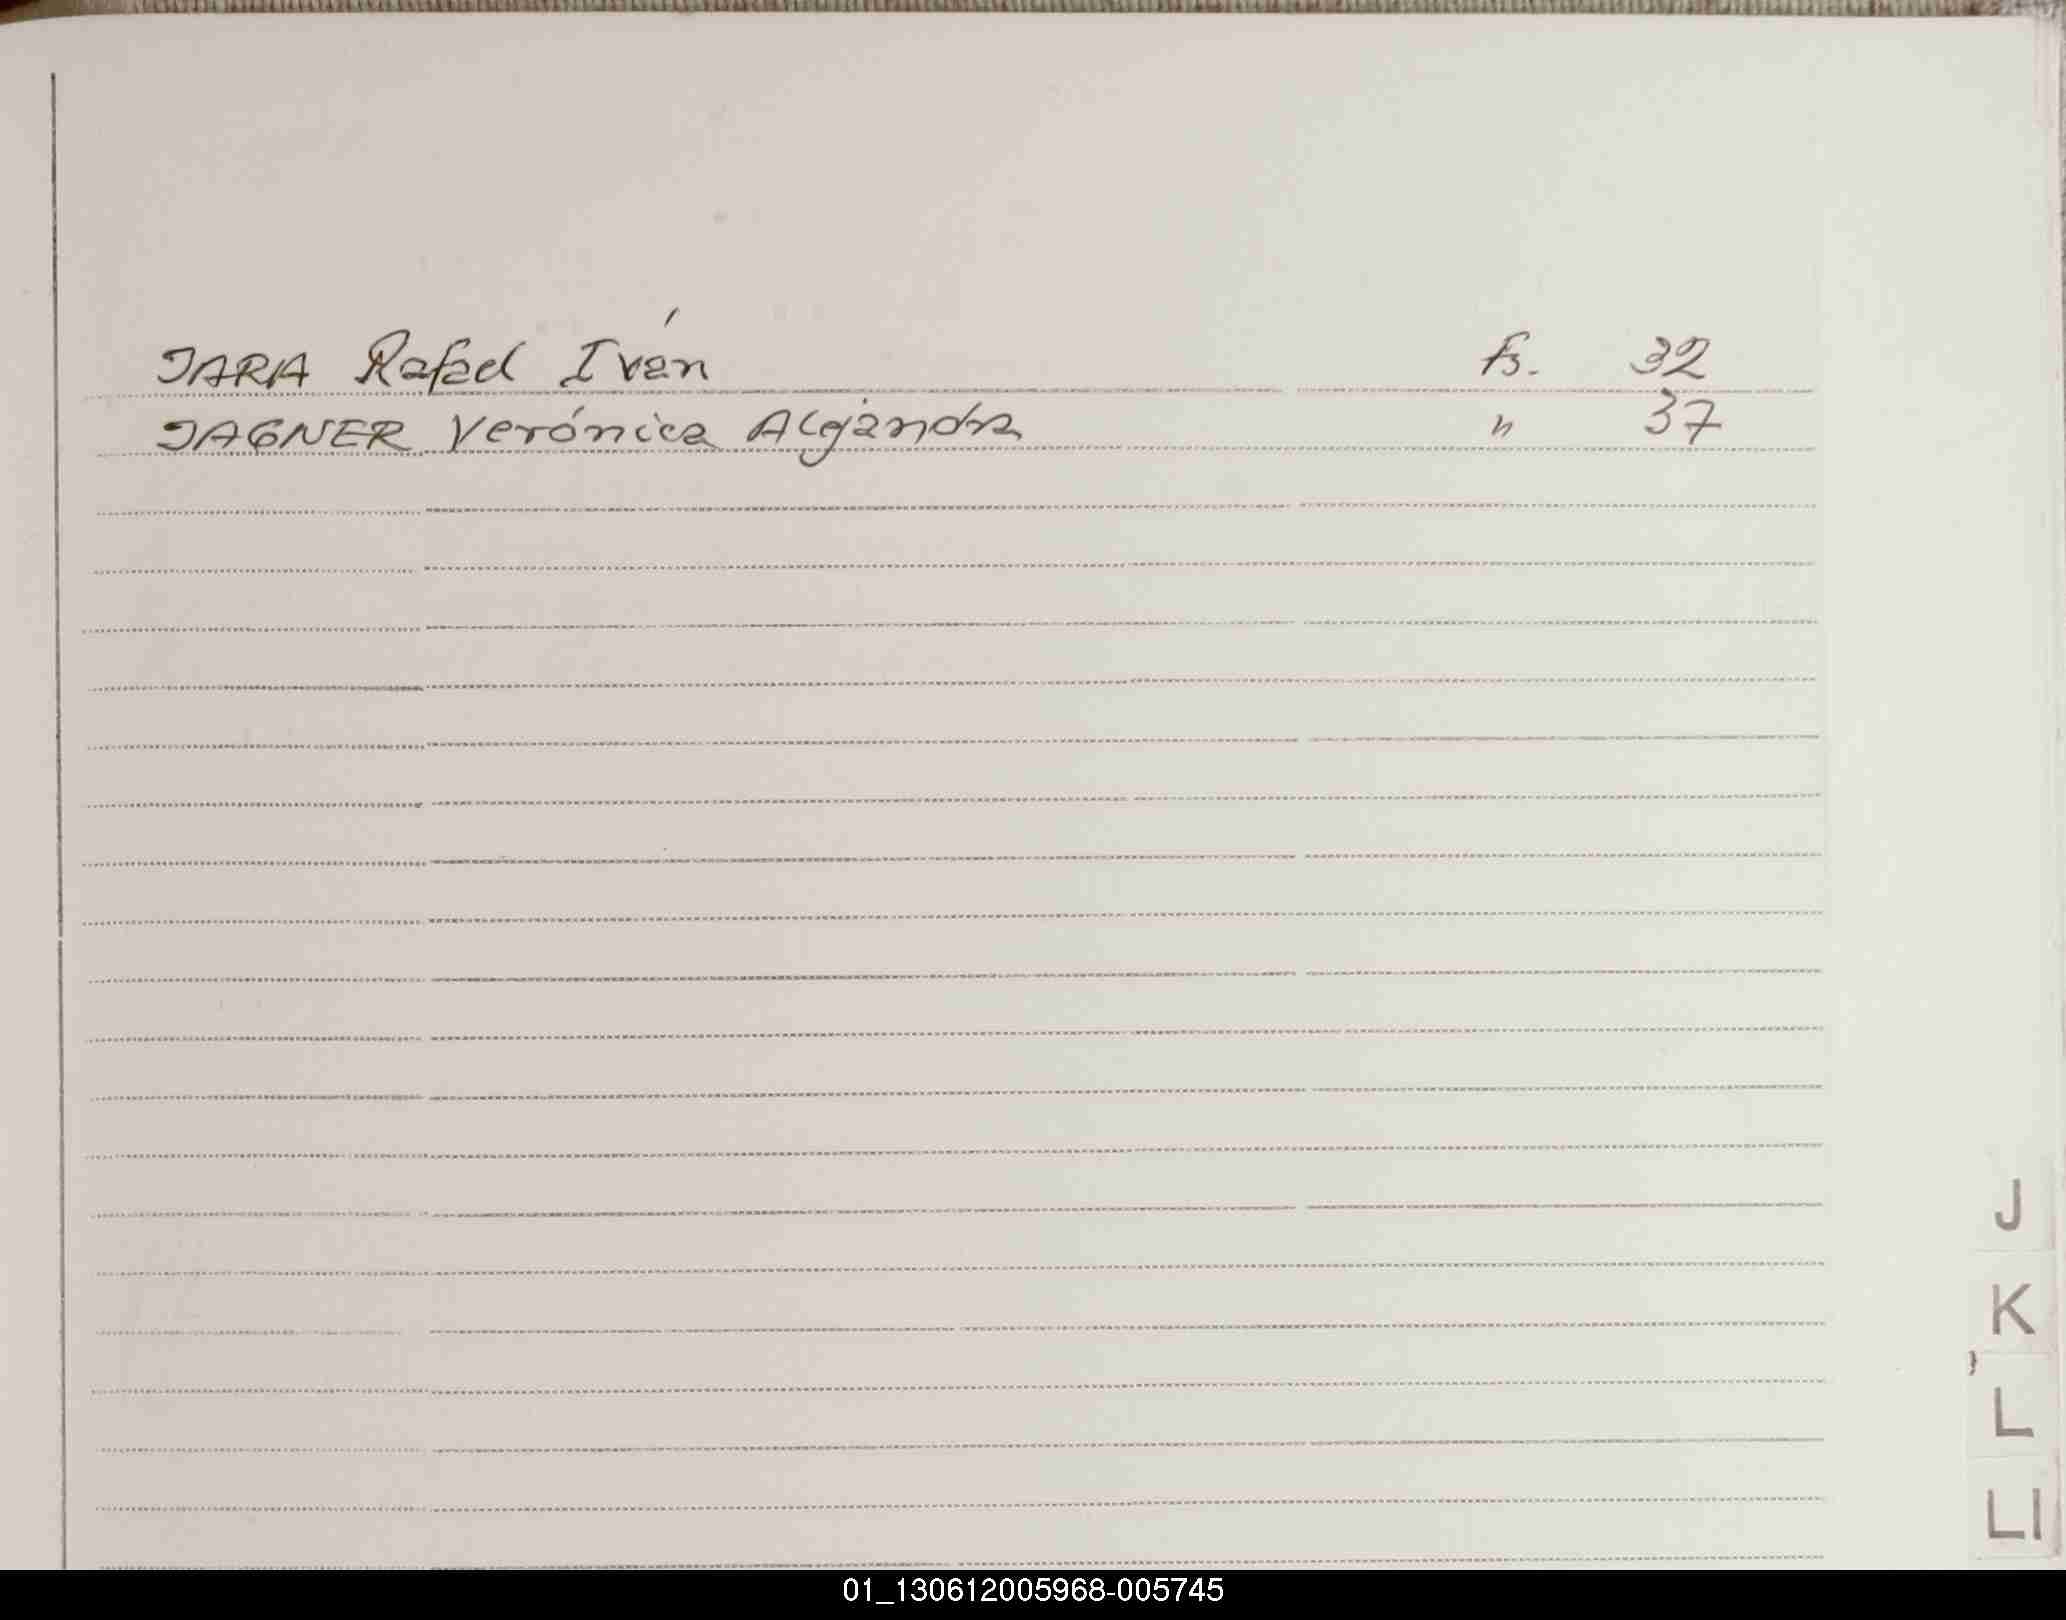 JARA Rafael Iván Fs. 32
JAGNER Verónica Alejandra " 37
J
K
L
Ll
01_130612005968-005745